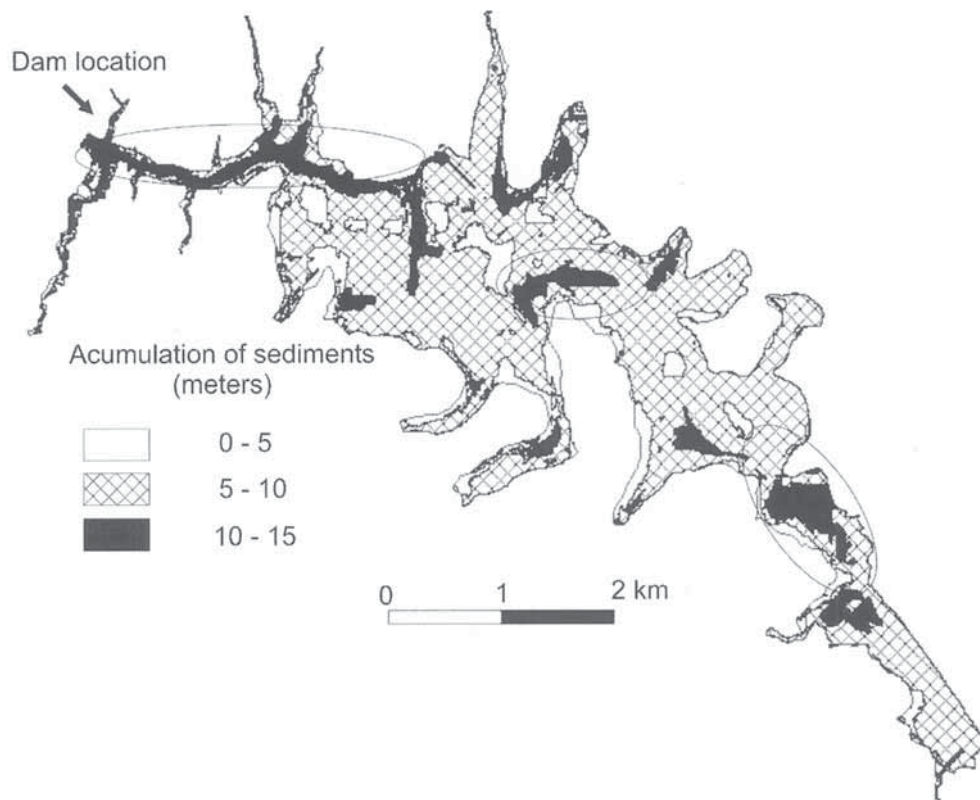 Dam location
Acumulation of sediments
(meters)
0 - 5
5 - 10
10 - 15
0 1 2 km